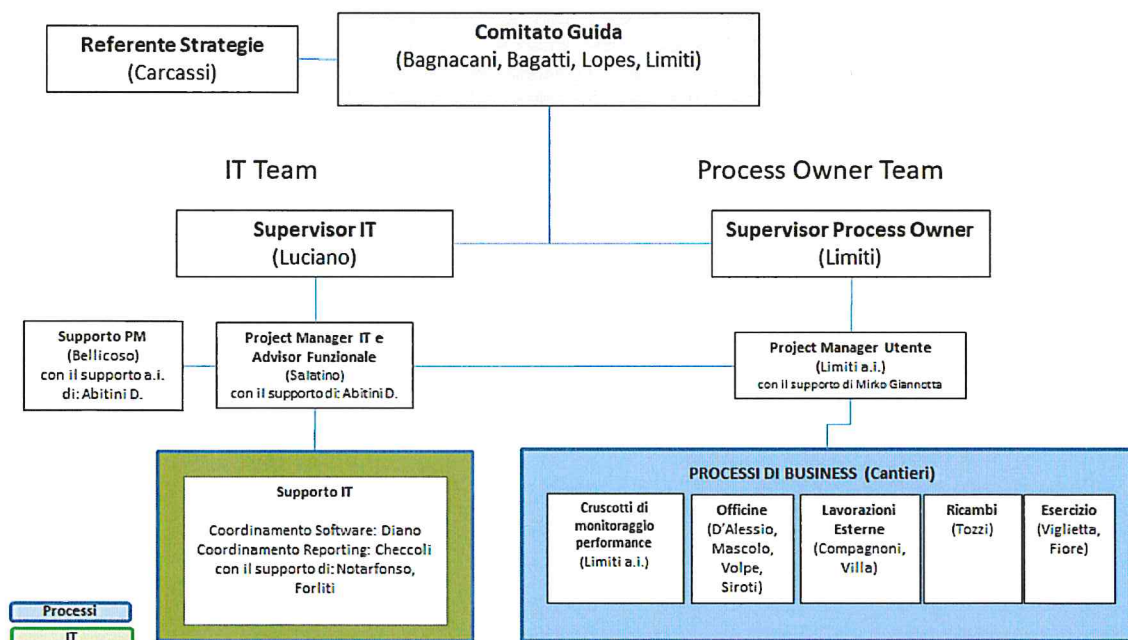 Referente Strategie
(Carcassi)
Comitato Guida
(Bagnacani, Bagatti, Lopes, Limiti)
IT Team
Process Owner Team
Supervisor IT
(Luciano)
Supervisor Process Owner
(Limiti)
Supporto PM
(Bellicoso)
con il supporto a.i.
di: Abitini D.
Project Manager IT e
Advisor Funzionale
(Salatino)
con il supporto di: Abitini D.
Project Manager Utente
(Limiti a.i.)
con il supporto di Mirko Giannotta
Supporto IT
Coordinamento Software: Diano
Coordinamento Reporting: Checcoli
con il supporto di: Notarfonso,
Forliti
PROCESSI DI BUSINESS (Cantieri)
Cruscotti di
monitoraggio
performance
(Limiti a.i.)
Officine
(D'Alessio,
Mascolo,
Volpe,
Siroti)
Lavorazioni
Esterne
(Compagnoni,
Villa)
Ricambi
(Tozzi)
Esercizio
(Viglietta,
Fiore)
Processi
IT